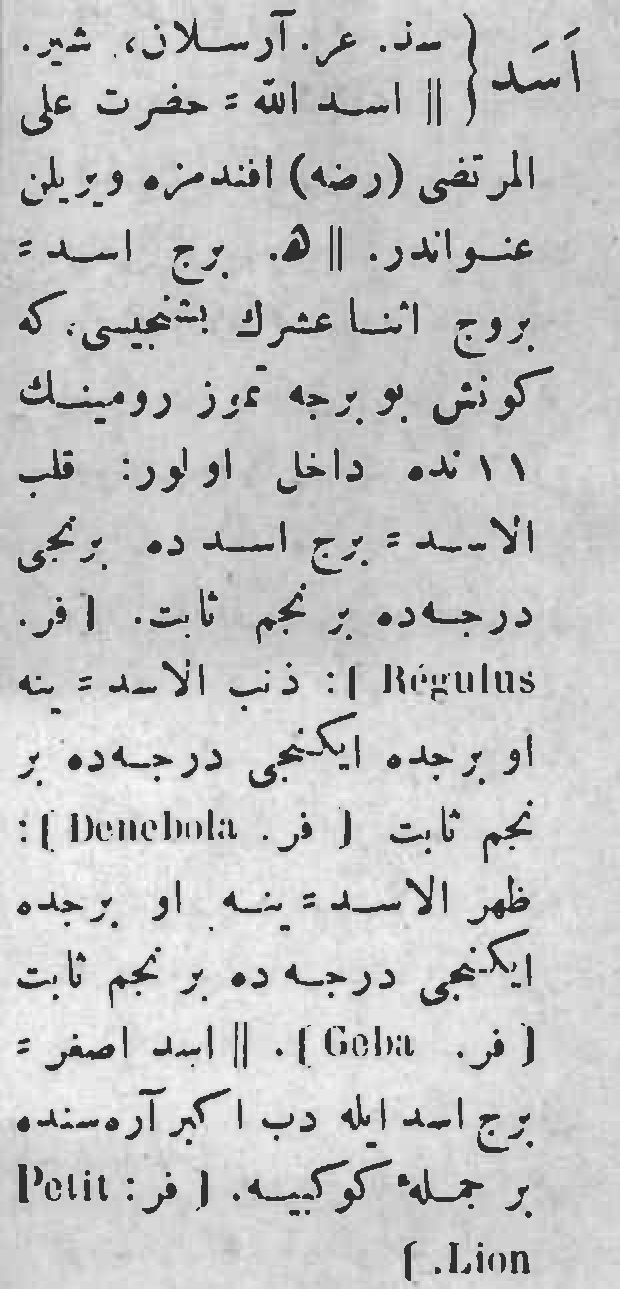 اَسَد } سذ. عر. آرسلان، شیر.
|| اسد الله = حضرت علی
المرتضی (رضه) افندمزه ویریلن
عنواندر. || ھ. برج اسد =
بروج اثنا عشرك بشنجیسی، كه
كونش بو برجه تموز رومینك
١١ نده داخل اولور: قلب
الاسد = برج اسد ده برنجی
درجه‌ده بر نجم ثابت. [ فر.
Régulus ]: ذنب الاسد = ینه
او برجده ایكنجی درجه‌ده بر
نجم ثابت [ فر. Denebola ]:
ظهر الاسد = ینه او برجده
ایكنجی درجه ده بر نجم ثابت
[ فر. Geba ]. || اسد اصغر =
برج اسد ایله دب اكبر آره‌سنده
بر جملهٔ كوكبیه. [ فر: Petit
Lion. ]